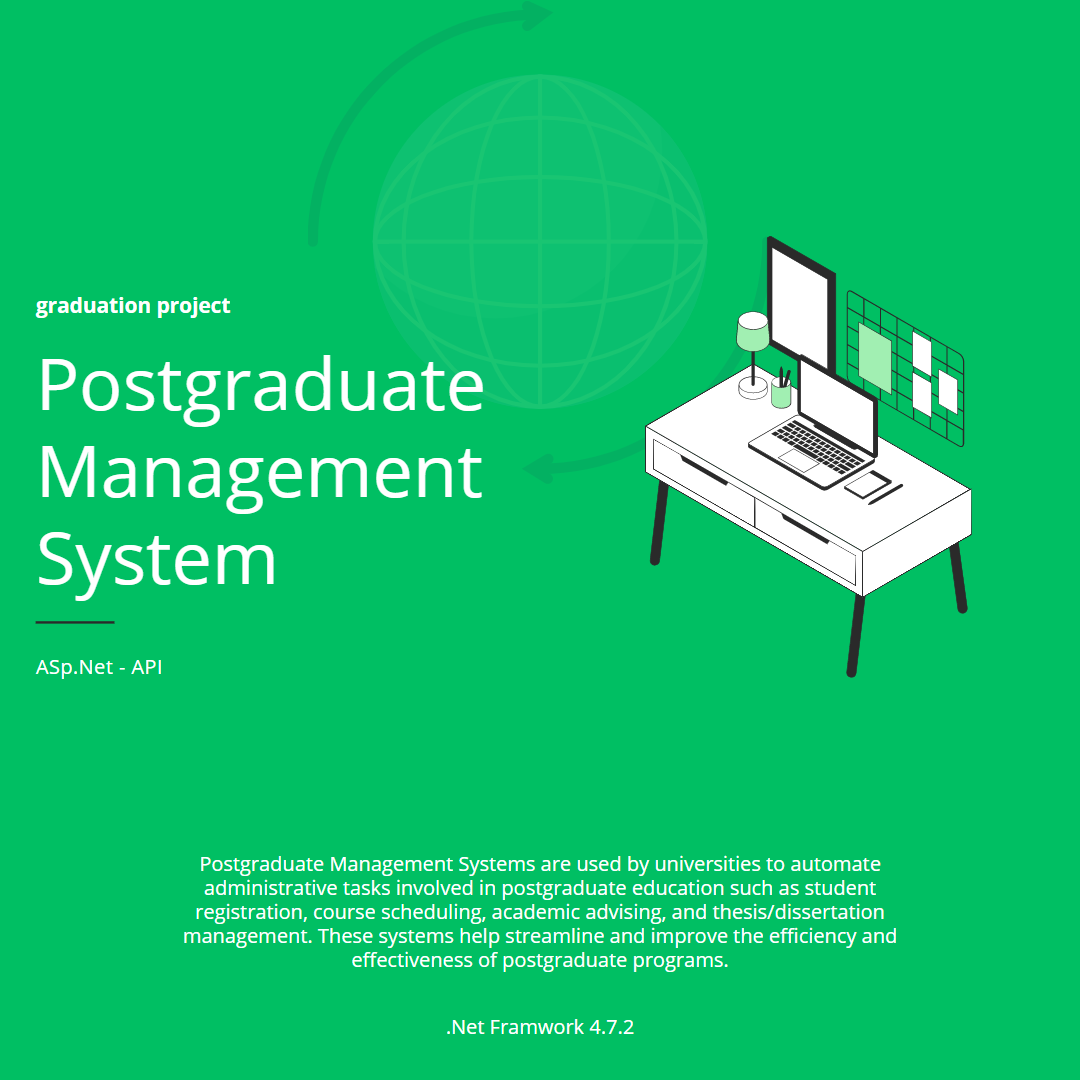 graduation project
Postgraduate
Management
System
ASp.Net - API
Postgraduate Management Systems are used by universities to automate
administrative tasks involved in postgraduate education such as student
registration, course scheduling, academic advising, and thesis/dissertation
management. These systems help streamline and improve the efficiency and
effectiveness of postgraduate programs.
.Net Framwork 4.7.2